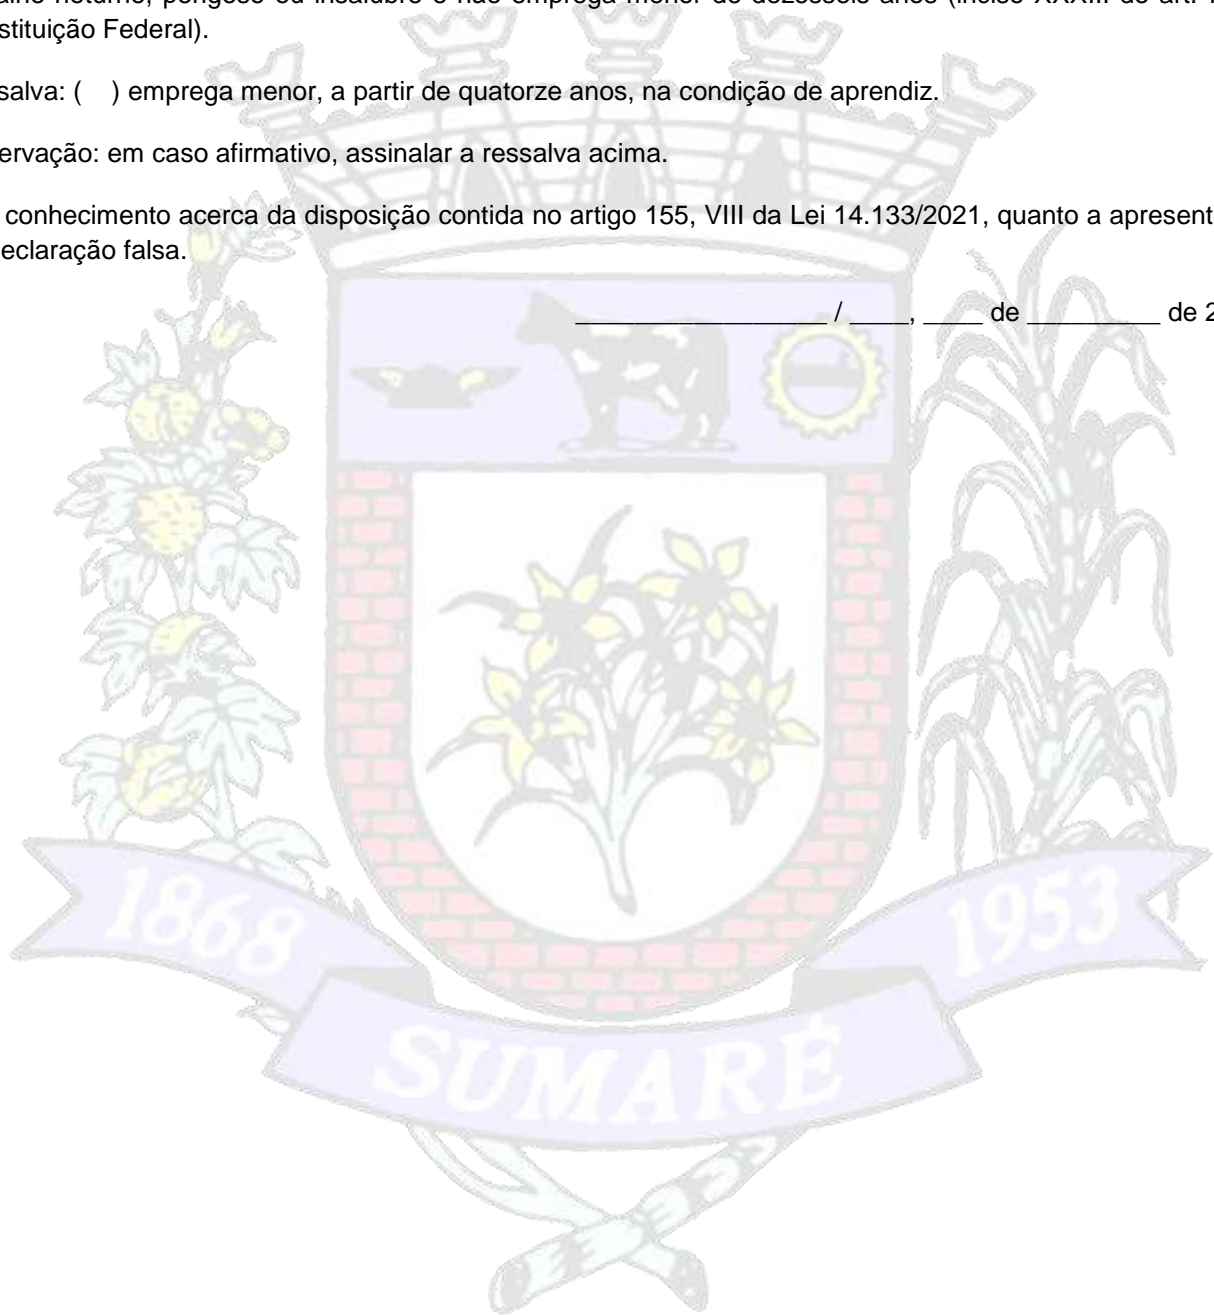 noturno, perigoso ou insalubre e não emprega menor de dezesseis anos (inciso XXXIII do art.
stituição Federal).
salva: ( ) emprega menor, a partir de quatorze anos, na condição de aprendiz.
ervação: em caso afirmativo, assinalar a ressalva acima.
conhecimento acerca da disposição contida no artigo 155, VIII da Lei 14.133/2021, quanto a apresent
eclaração falsa.
_________________ / ____, ____ de _________ de 2
1868
1953
SUMARÉ